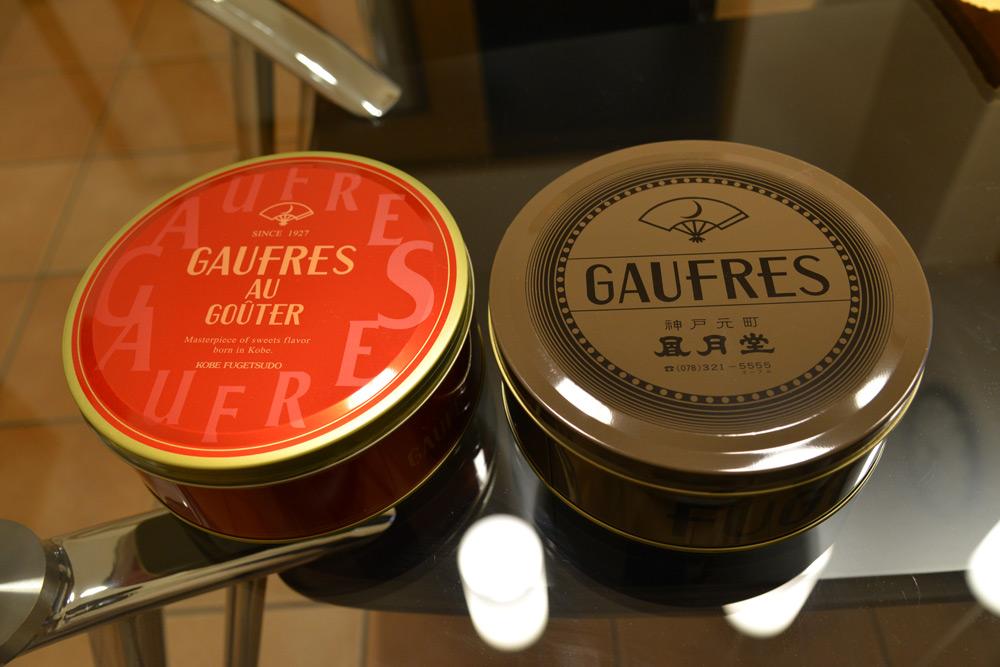 GAUFRES
GAUFRE
SINCE 1927
GAUFRES
AU
GOÛTER
Masterpiece of sweets flavor
born in Kobe.
KOBE FUGETSUDO
GAUFRES
神戸元町
風月堂
☎(078)321-5555